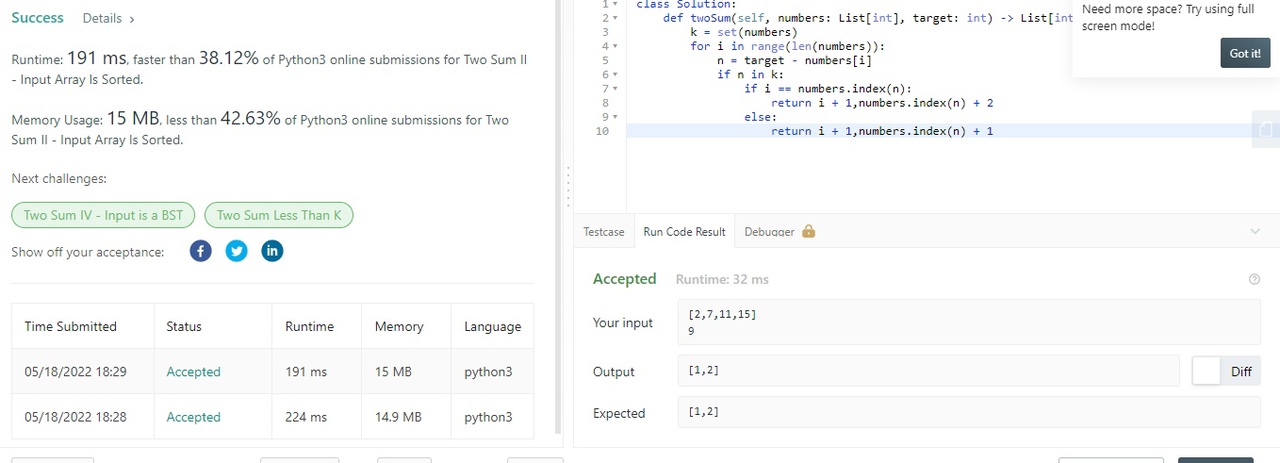 Success Details ›
Runtime: 191 ms, faster than 38.12% of Python3 online submissions for Two Sum II
- Input Array Is Sorted.
Memory Usage: 15 MB, less than 42.63% of Python3 online submissions for Two
Sum II - Input Array Is Sorted.
Next challenges:
Two Sum IV - Input is a BST Two Sum Less Than K
Show off your acceptance:
Time Submitted Status Runtime Memory Language
05/18/2022 18:29 Accepted 191 ms 15 MB python3
05/18/2022 18:28 Accepted 224 ms 14.9 MB python3
1 class Solution:
2 def twoSum(self, numbers: List[int], target: int) -> List[int
3 k = set(numbers)
4 for i in range(len(numbers)):
5 n = target - numbers[i]
6 if n in k:
7 if i == numbers.index(n):
8 return i + 1,numbers.index(n) + 2
9 else:
10 return i + 1,numbers.index(n) + 1
Need more space? Try using full
screen mode!
Got it!
Testcase Run Code Result Debugger
Accepted Runtime: 32 ms
Your input
[2,7,11,15]
9
Output [1,2] Diff
Expected [1,2]